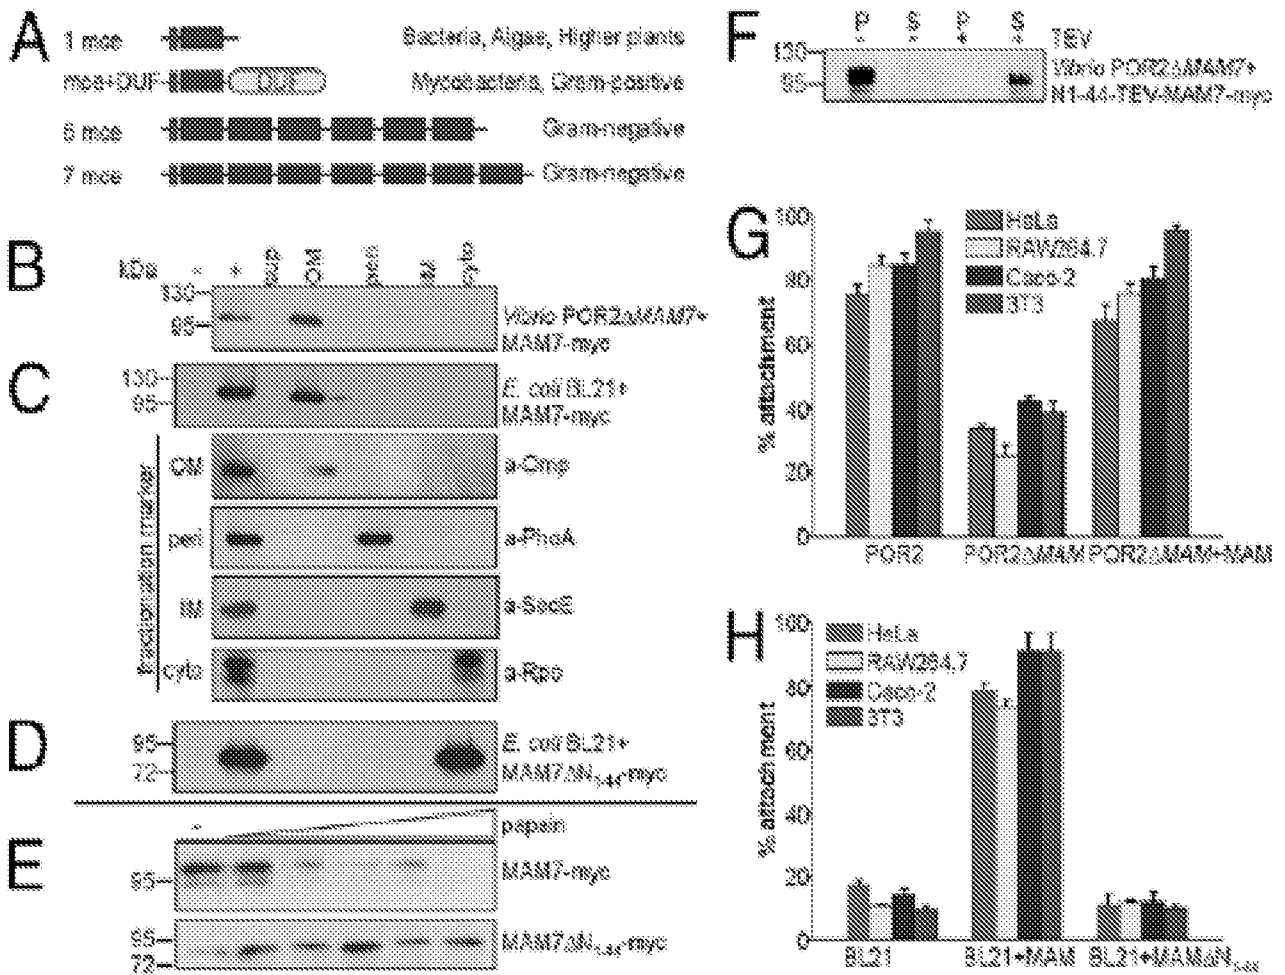 A
1 mce
Bacteria, Algae, Higher plants
mce+DUF
DUF
Mycobacteria, Gram-positive
6 mce
Gram-negative
7 mce
Gram-negative
B
kDa - + sup OM peri IM cyto
130
95
Vibrio POR2ΔMAM7+
MAM7-myc
C
130
95
E. coli BL21+
MAM7-myc
fractionation marker
OM
α-Omp
peri
α-PhoA
IM
α-SecE
cyto
α-Rpo
D
95
72
E. coli BL21+
MAM7ΔN1-44-myc
E
-
papain
95
MAM7-myc
95
72
MAM7ΔN1-44-myc
F
P S P S
- - + +
TEV
130
95
Vibrio POR2ΔMAM7+
N1-44-TEV-MAM7-myc
G
% attachment
100
80
60
40
20
0
HeLa
RAW264.7
Caco-2
3T3
POR2 POR2ΔMAM POR2ΔMAM+MAM
H
% attachment
100
80
60
40
20
0
HeLa
RAW264.7
Caco-2
3T3
BL21 BL21+MAM BL21+MAMΔN1-44